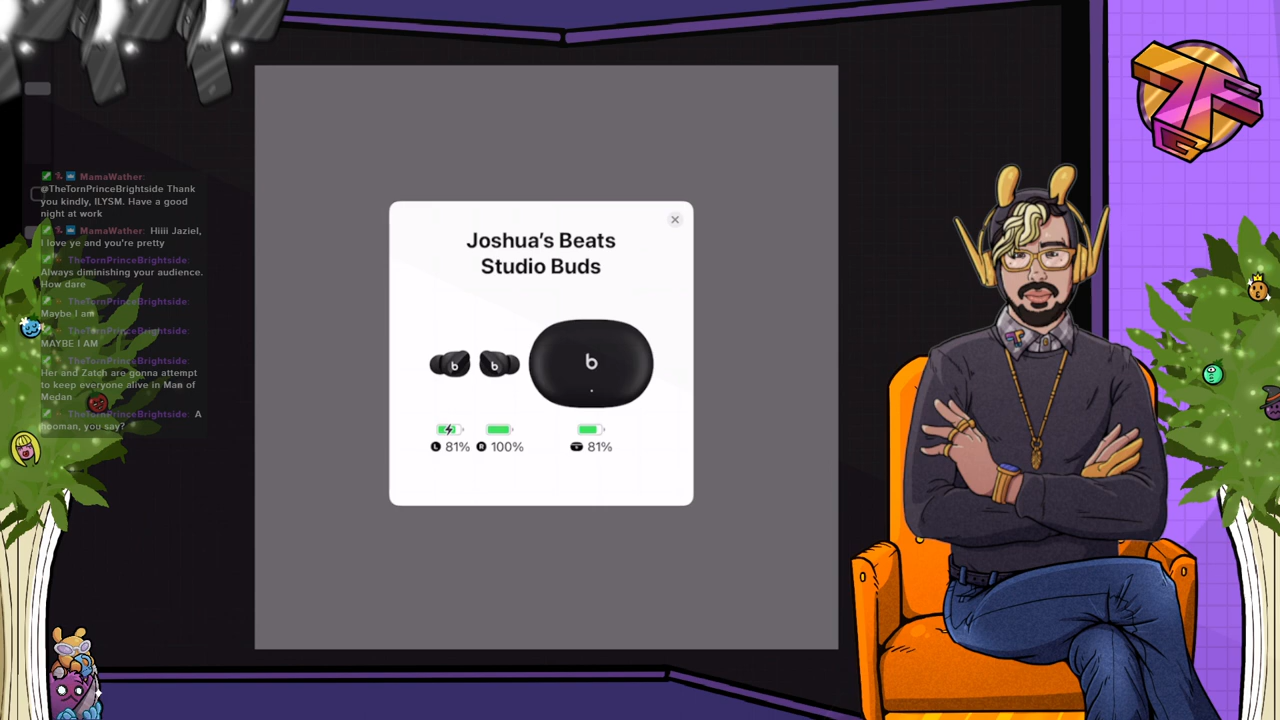 MamaWather:
@TheTornPrinceBrightside Thank
you kindly, ILYSM. Have a good
night at work
MamaWather: Hiiii Jaziel,
I love ye and you're pretty
TheTornPrinceBrightside:
Always diminishing your audience.
How dare
TheTornPrinceBrightside:
Maybe I am
TheTornPrinceBrightside:
MAYBE I AM
TheTornPrinceBrightside:
Her and Zatch are gonna attempt
to keep everyone alive in Man of
Medan
TheTornPrinceBrightside: A
hooman, you say?
Joshua's Beats
Studio Buds
b
b
b
L 81% R 100% 81%